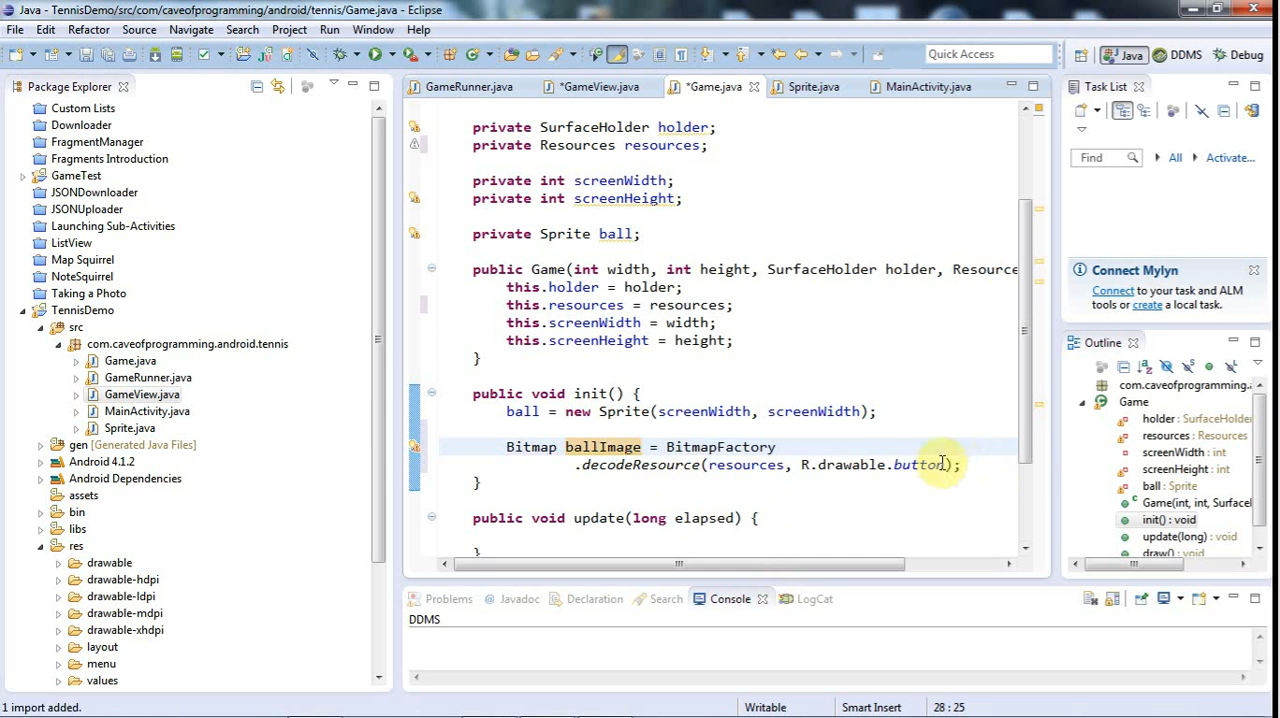 Java - TennisDemo/src/com/caveofprogramming/android/tennis/Game.java - Eclipse
File Edit Refactor Source Navigate Search Project Run Window Help
Quick Access
Java
DDMS
Debug
Package Explorer
Custom Lists
Downloader
FragmentManager
Fragments Introduction
GameTest
JSONDownloader
JSONUploader
Launching Sub-Activities
ListView
Map Squirrel
NoteSquirrel
Taking a Photo
TennisDemo
src
com.caveofprogramming.android.tennis
Game.java
GameRunner.java
GameView.java
MainActivity.java
Sprite.java
gen [Generated Java Files]
Android 4.1.2
Android Dependencies
assets
bin
libs
res
drawable
drawable-hdpi
drawable-ldpi
drawable-mdpi
drawable-xhdpi
layout
menu
values
GameRunner.java *GameView.java *Game.java Sprite.java MainActivity.java
private SurfaceHolder holder;
private Resources resources;
private int screenWidth;
private int screenHeight;
private Sprite ball;
public Game(int width, int height, SurfaceHolder holder, Resource
this.holder = holder;
this.resources = resources;
this.screenWidth = width;
this.screenHeight = height;
}
public void init() {
ball = new Sprite(screenWidth, screenHeight);
Bitmap ballImage = BitmapFactory
.decodeResource(resources, R.drawable.button);
}
public void update(long elapsed) {
}
Problems @ Javadoc Declaration Search Console LogCat
DDMS
Task List
Find
All
Activate...
Connect Mylyn
Connect to your task and ALM
tools or create a local task.
Outline
com.caveofprogramming.a
Game
holder : SurfaceHolder
resources : Resources
screenWidth : int
screenHeight : int
ball : Sprite
Game(int, int, Surfacel
init() : void
update(long) : void
draw() : void
1 import added.
Writable
Smart Insert
28 : 25